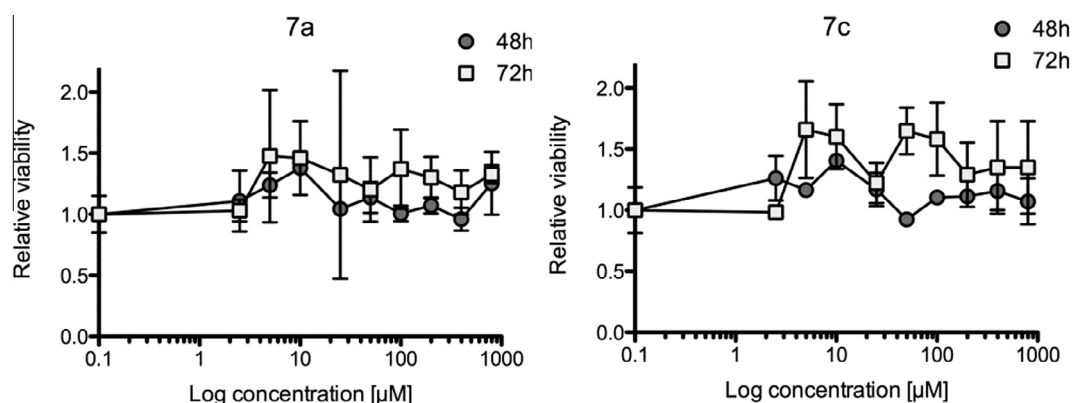 7a
48h
72h
2.0
1.5
1.0
0.5
0.0
Relative viability
0.1 1 10 100 1000
Log concentration [µM]
7c
48h
72h
2.0
1.5
1.0
0.5
0.0
Relative viability
0.1 1 10 100 1000
Log concentration [µM]